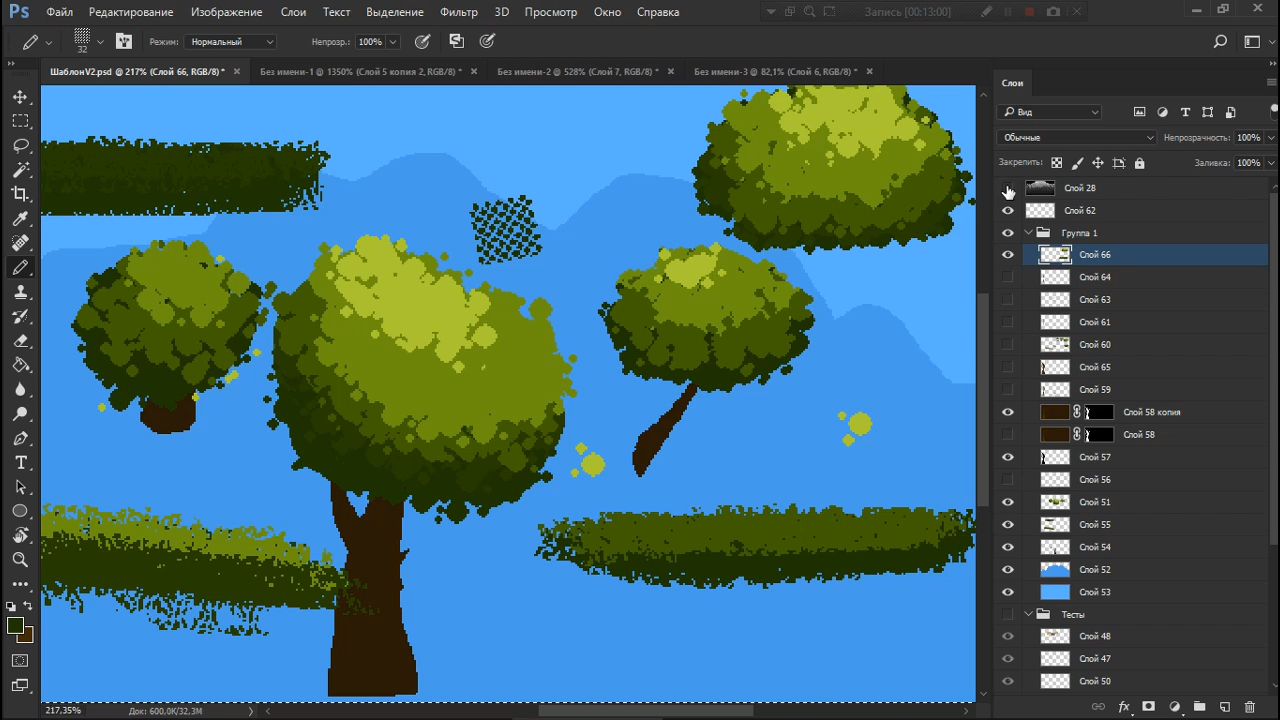 Ps Файл Редактирование Изображение Слои Текст Выделение Фильтр 3D Просмотр Окно Справка Запись [00:13:00]
32 Режим: Нормальный Непрозр.: 100%
ШаблонV2.psd @ 217% (Слой 66, RGB/8) * × Без имени-1 @ 1350% (Слой 5 копия 2, RGB/8) * × Без имени-2 @ 528% (Слой 7, RGB/8) * × Без имени-3 @ 82,1% (Слой 6, RGB/8) * ×
Слои
Вид
Обычные Непрозрачность: 100%
Закрепить: Заливка: 100%
Слой 28
Слой 62
Группа 1
Слой 66
Слой 64
Слой 63
Слой 61
Слой 60
Слой 65
Слой 59
Слой 58 копия
Слой 58
Слой 57
Слой 56
Слой 51
Слой 55
Слой 54
Слой 52
Слой 53
Тесты
Слой 48
Слой 47
Слой 50
217,35% Док: 600,0K/32,3M